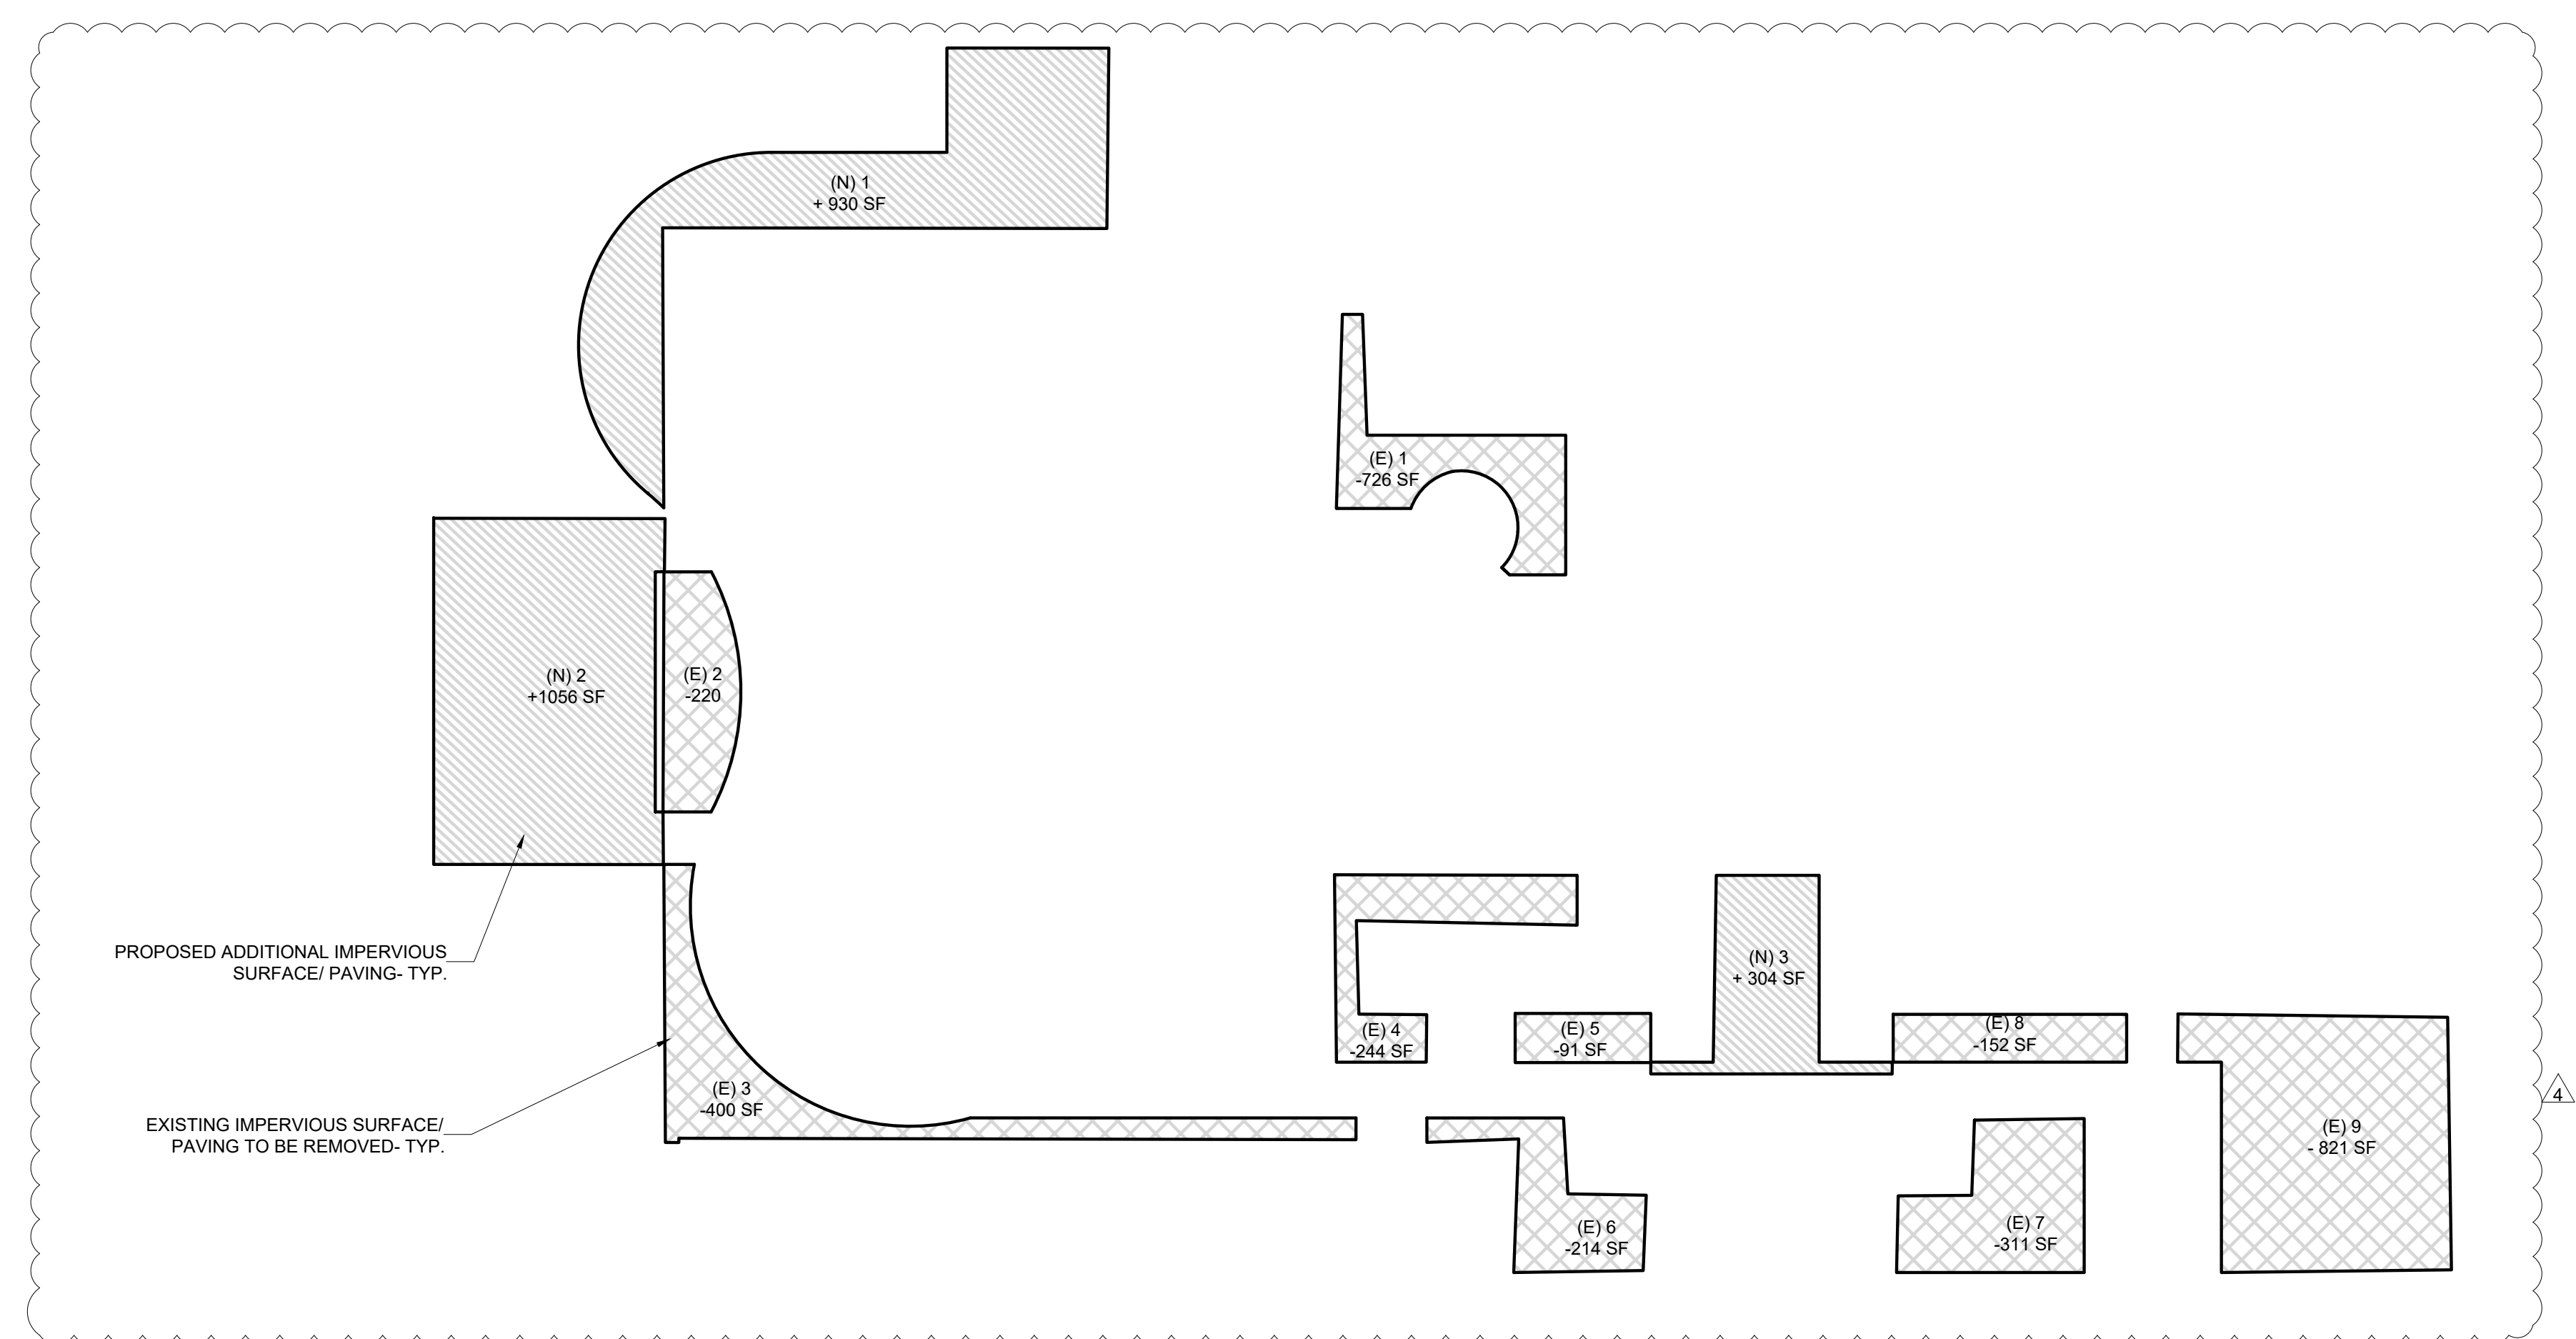 (N) 1
+ 930 SF
(E) 1
-726 SF
(N) 2
+1056 SF
(E) 2
-220
PROPOSED ADDITIONAL IMPERVIOUS
SURFACE/ PAVING- TYP.
(N) 3
+ 304 SF
(E) 4
-244 SF
(E) 5
-91 SF
(E) 8
-152 SF
EXISTING IMPERVIOUS SURFACE/
PAVING TO BE REMOVED- TYP.
(E) 3
-400 SF
(E) 9
- 821 SF
4
(E) 6
-214 SF
(E) 7
-311 SF